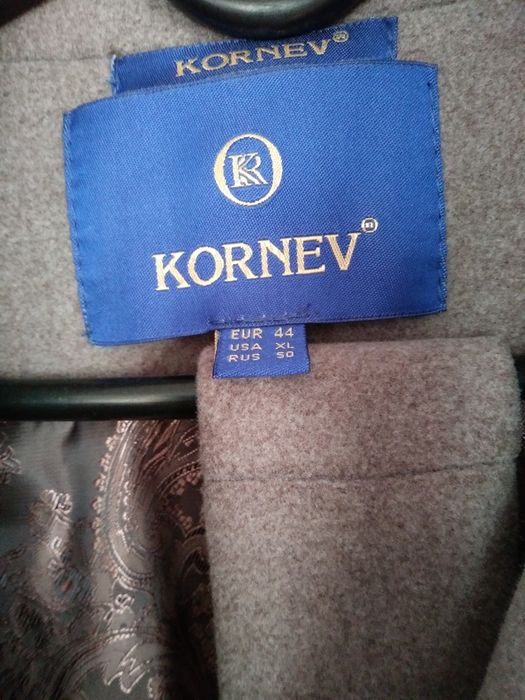 KORNEV®
KR
KORNEV®
EUR 44
USA XL
RUS 50